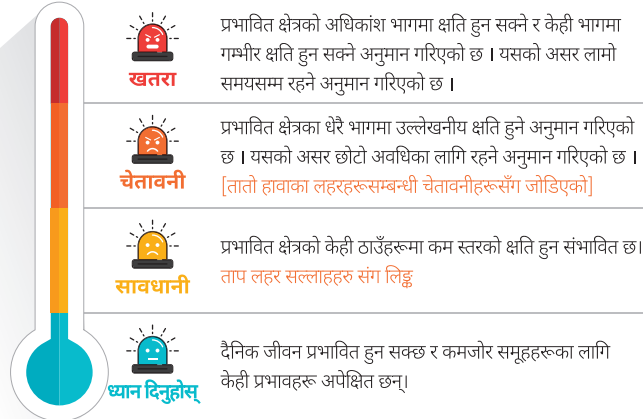 प्रभावित क्षेत्रको अधिकांश भागमा क्षति हुन सक्ने र केही भागमा
गम्भीर क्षति हुन सक्ने अनुमान गरिएको छ । यसको असर लामो
समयसम्म रहने अनुमान गरिएको छ ।
खतरा
प्रभावित क्षेत्रका धेरै भागमा उल्लेखनीय क्षति हुने अनुमान गरिएको
छ । यसको असर छोटो अवधिका लागि रहने अनुमान गरिएको छ ।
[तातो हावाका लहरहरूसम्बन्धी चेतावनीहरूसँग जोडिएको]
चेतावनी
प्रभावित क्षेत्रको केही ठाउँहरूमा कम स्तरको क्षति हुन संभावित छ।
ताप लहर सल्लाहहरु संग लिङ्क
सावधानी
दैनिक जीवन प्रभावित हुन सक्छ र कमजोर समूहहरूका लागि
केही प्रभावहरू अपेक्षित छन्।
ध्यान दिनुहोस्